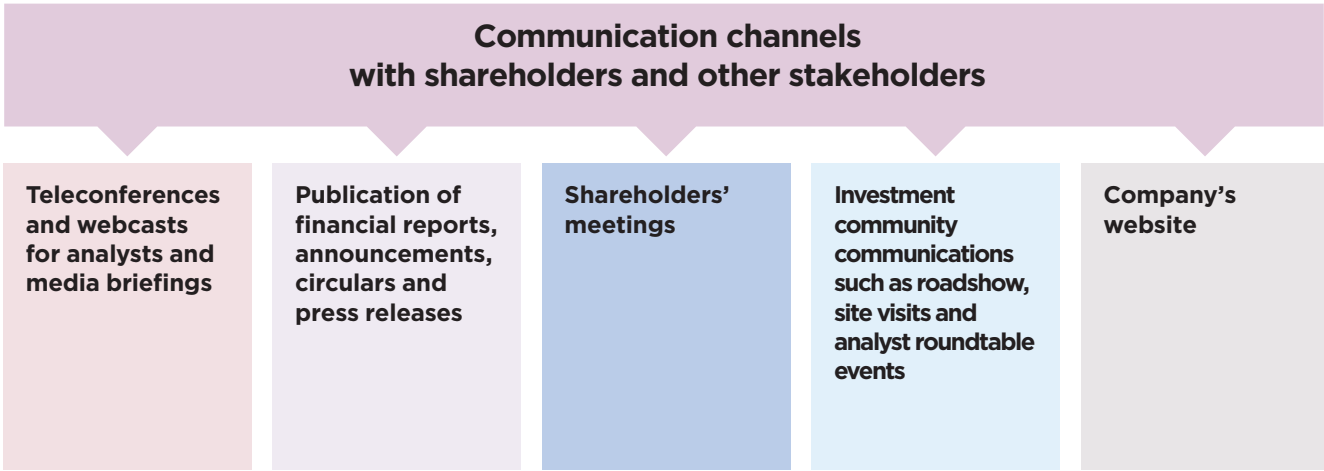 Communication channels
with shareholders and other stakeholders
Teleconferences
and webcasts
for analysts and
media briefings
Publication of
financial reports,
announcements,
circulars and
press releases
Shareholders’
meetings
Investment
community
communications
such as roadshow,
site visits and
analyst roundtable
events
Company’s
website